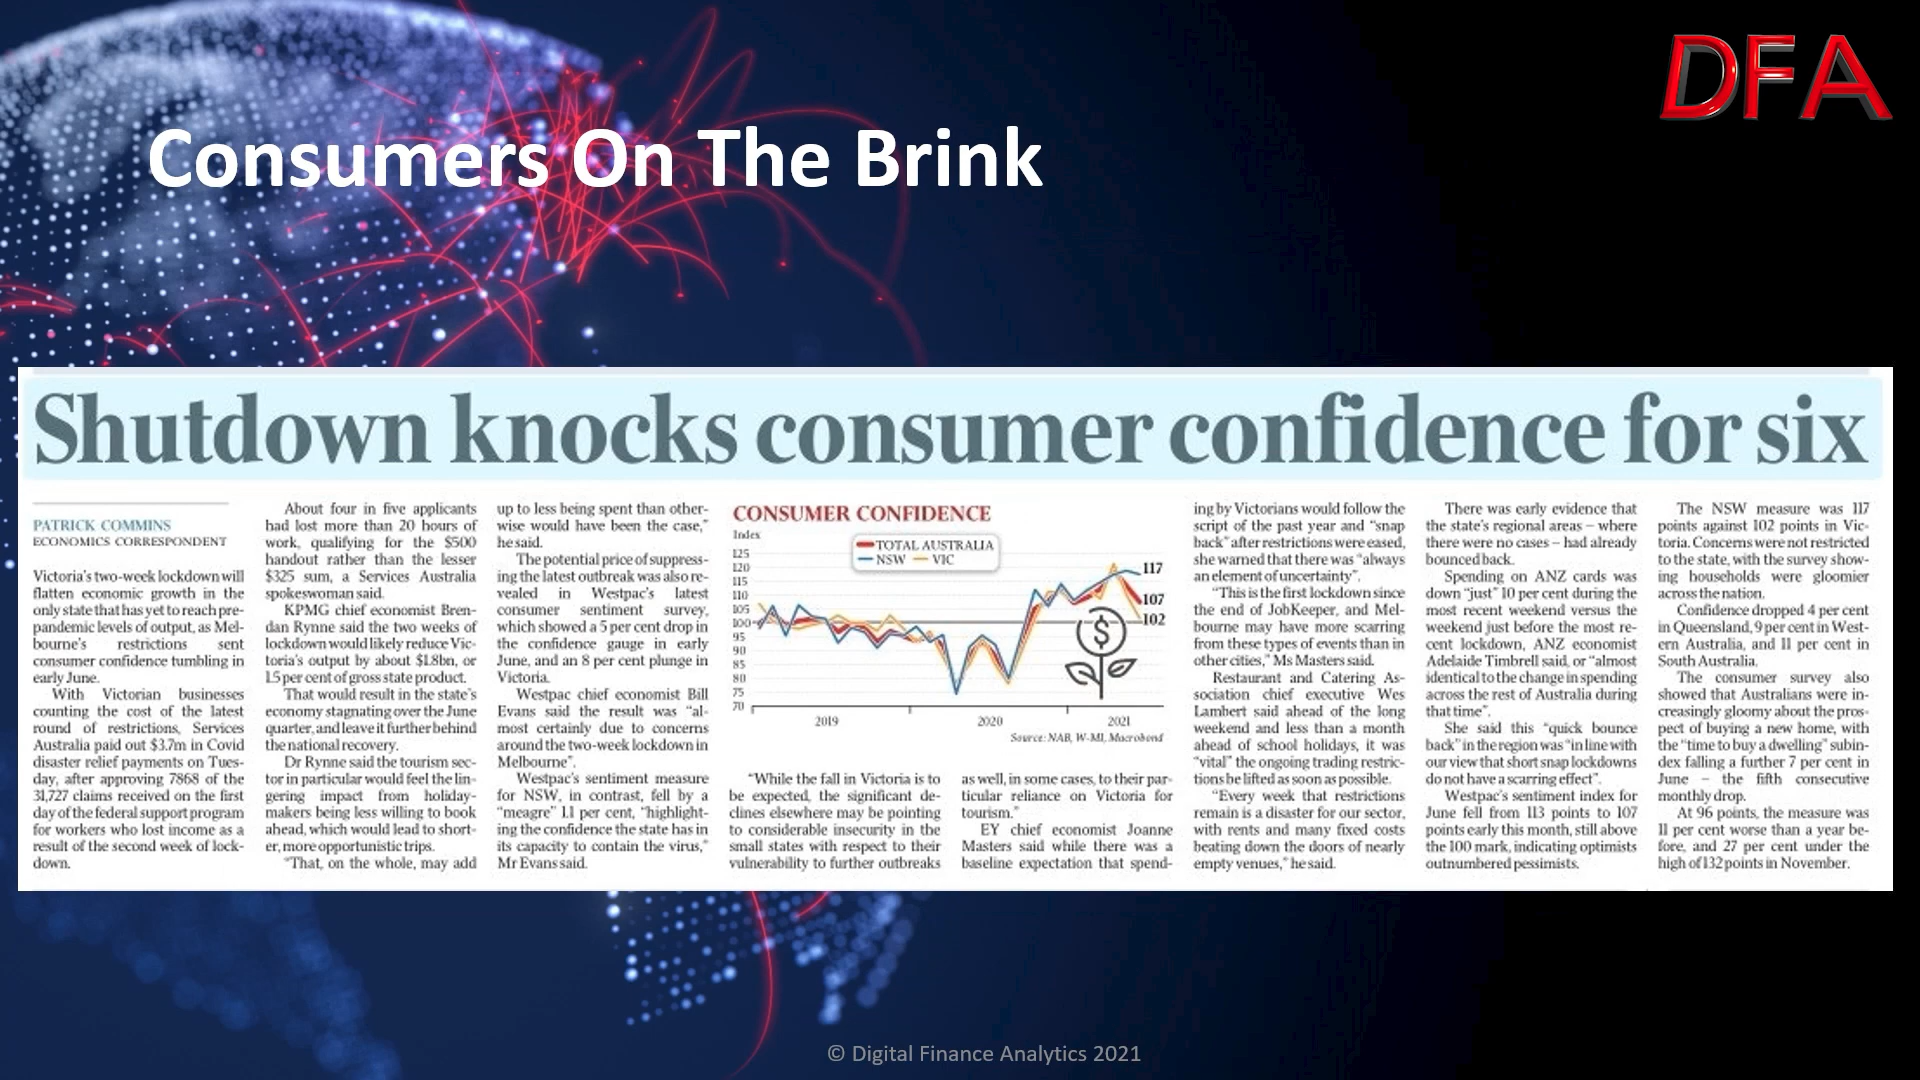 DFA
Consumers On The Brink
Shutdown knocks consumer confidence for six
PATRICK COMMINS
ECONOMICS CORRESPONDENT
Victoria's two-week lockdown will
flatten economic growth in the
only state that has yet to reach pre-
pandemic levels of output, as Mel-
bourne's restrictions sent
consumer confidence tumbling in
early June.
With Victorian businesses
counting the cost of the latest
round of restrictions, Services
Australia paid out $3.7m in Covid
disaster relief payments on Tues-
day, after approving 7868 of the
31,727 claims received on the first
day of the federal support program
for workers who lost income as a
result of the second week of lock-
down.
About four in five applicants
had lost more than 20 hours of
work, qualifying for the $500
handout rather than the lesser
$325 sum, a Services Australia
spokeswoman said.
KPMG chief economist Bren-
dan Rynne said the two weeks of
lockdown would likely reduce Vic-
toria's output by about $1.8bn, or
1.5 per cent of gross state product.
That would result in the state's
economy stagnating over the June
quarter, and leave it further behind
the national recovery.
Dr Rynne said the tourism sec-
tor in particular would feel the lin-
gering impact from holiday-
makers being less willing to book
ahead, which would lead to short-
er, more opportunistic trips.
"That, on the whole, may add
up to less being spent than other-
wise would have been the case,"
he said.
The potential price of suppress-
ing the latest outbreak was also re-
vealed in Westpac's latest
consumer sentiment survey,
which showed a 5 per cent drop in
the confidence gauge in early
June, and an 8 per cent plunge in
Victoria.
Westpac chief economist Bill
Evans said the result was "al-
most certainly due to concerns
around the two-week lockdown in
Melbourne".
Westpac's sentiment measure
for NSW, in contrast, fell by a
"meagre" 1.1 per cent, "highlight-
ing the confidence the state has in
its capacity to contain the virus,"
Mr Evans said.
CONSUMER CONFIDENCE
Index
TOTAL AUSTRALIA
NSW VIC
125
120
115
110
105
100
95
90
85
80
75
70
117
107
102
$
2019 2020 2021
Source: NAB, W-MI, Macrobond
"While the fall in Victoria is to
be expected, the significant de-
clines elsewhere may be pointing
to considerable insecurity in the
small states with respect to their
vulnerability to further outbreaks
as well, in some cases, to their par-
ticular reliance on Victoria for
tourism."
EY chief economist Joanne
Masters said while there was a
baseline expectation that spend-
ing by Victorians would follow the
script of the past year and "snap
back" after restrictions were eased,
she warned that there was "always
an element of uncertainty".
"This is the first lockdown since
the end of JobKeeper, and Mel-
bourne may have more scarring
from these types of events than in
other cities," Ms Masters said.
Restaurant and Catering As-
sociation chief executive Wes
Lambert said ahead of the long
weekend and less than a month
ahead of school holidays, it was
"vital" the ongoing trading restric-
tions be lifted as soon as possible.
"Every week that restrictions
remain is a disaster for our sector,
with rents and many fixed costs
beating down the doors of nearly
empty venues," he said.
There was early evidence that
the state's regional areas – where
there were no cases – had already
bounced back.
Spending on ANZ cards was
down "just" 10 per cent during the
most recent weekend versus the
weekend just before the most re-
cent lockdown, ANZ economist
Adelaide Timbrell said, or "almost
identical to the change in spending
across the rest of Australia during
that time".
She said this "quick bounce
back" in the region was "in line with
our view that short snap lockdowns
do not have a scarring effect".
Westpac's sentiment index for
June fell from 113 points to 107
points early this month, still above
the 100 mark, indicating optimists
outnumbered pessimists.
The NSW measure was 117
points against 102 points in Vic-
toria. Concerns were not restricted
to the state, with the survey show-
ing households were gloomier
across the nation.
Confidence dropped 4 per cent
in Queensland, 9 per cent in West-
ern Australia, and 11 per cent in
South Australia.
The consumer survey also
showed that Australians were in-
creasingly gloomy about the pros-
pect of buying a new home, with
the "time to buy a dwelling" subin-
dex falling a further 7 per cent in
June – the fifth consecutive
monthly drop.
At 96 points, the measure was
11 per cent worse than a year be-
fore, and 27 per cent under the
high of 132 points in November.
© Digital Finance Analytics 2021